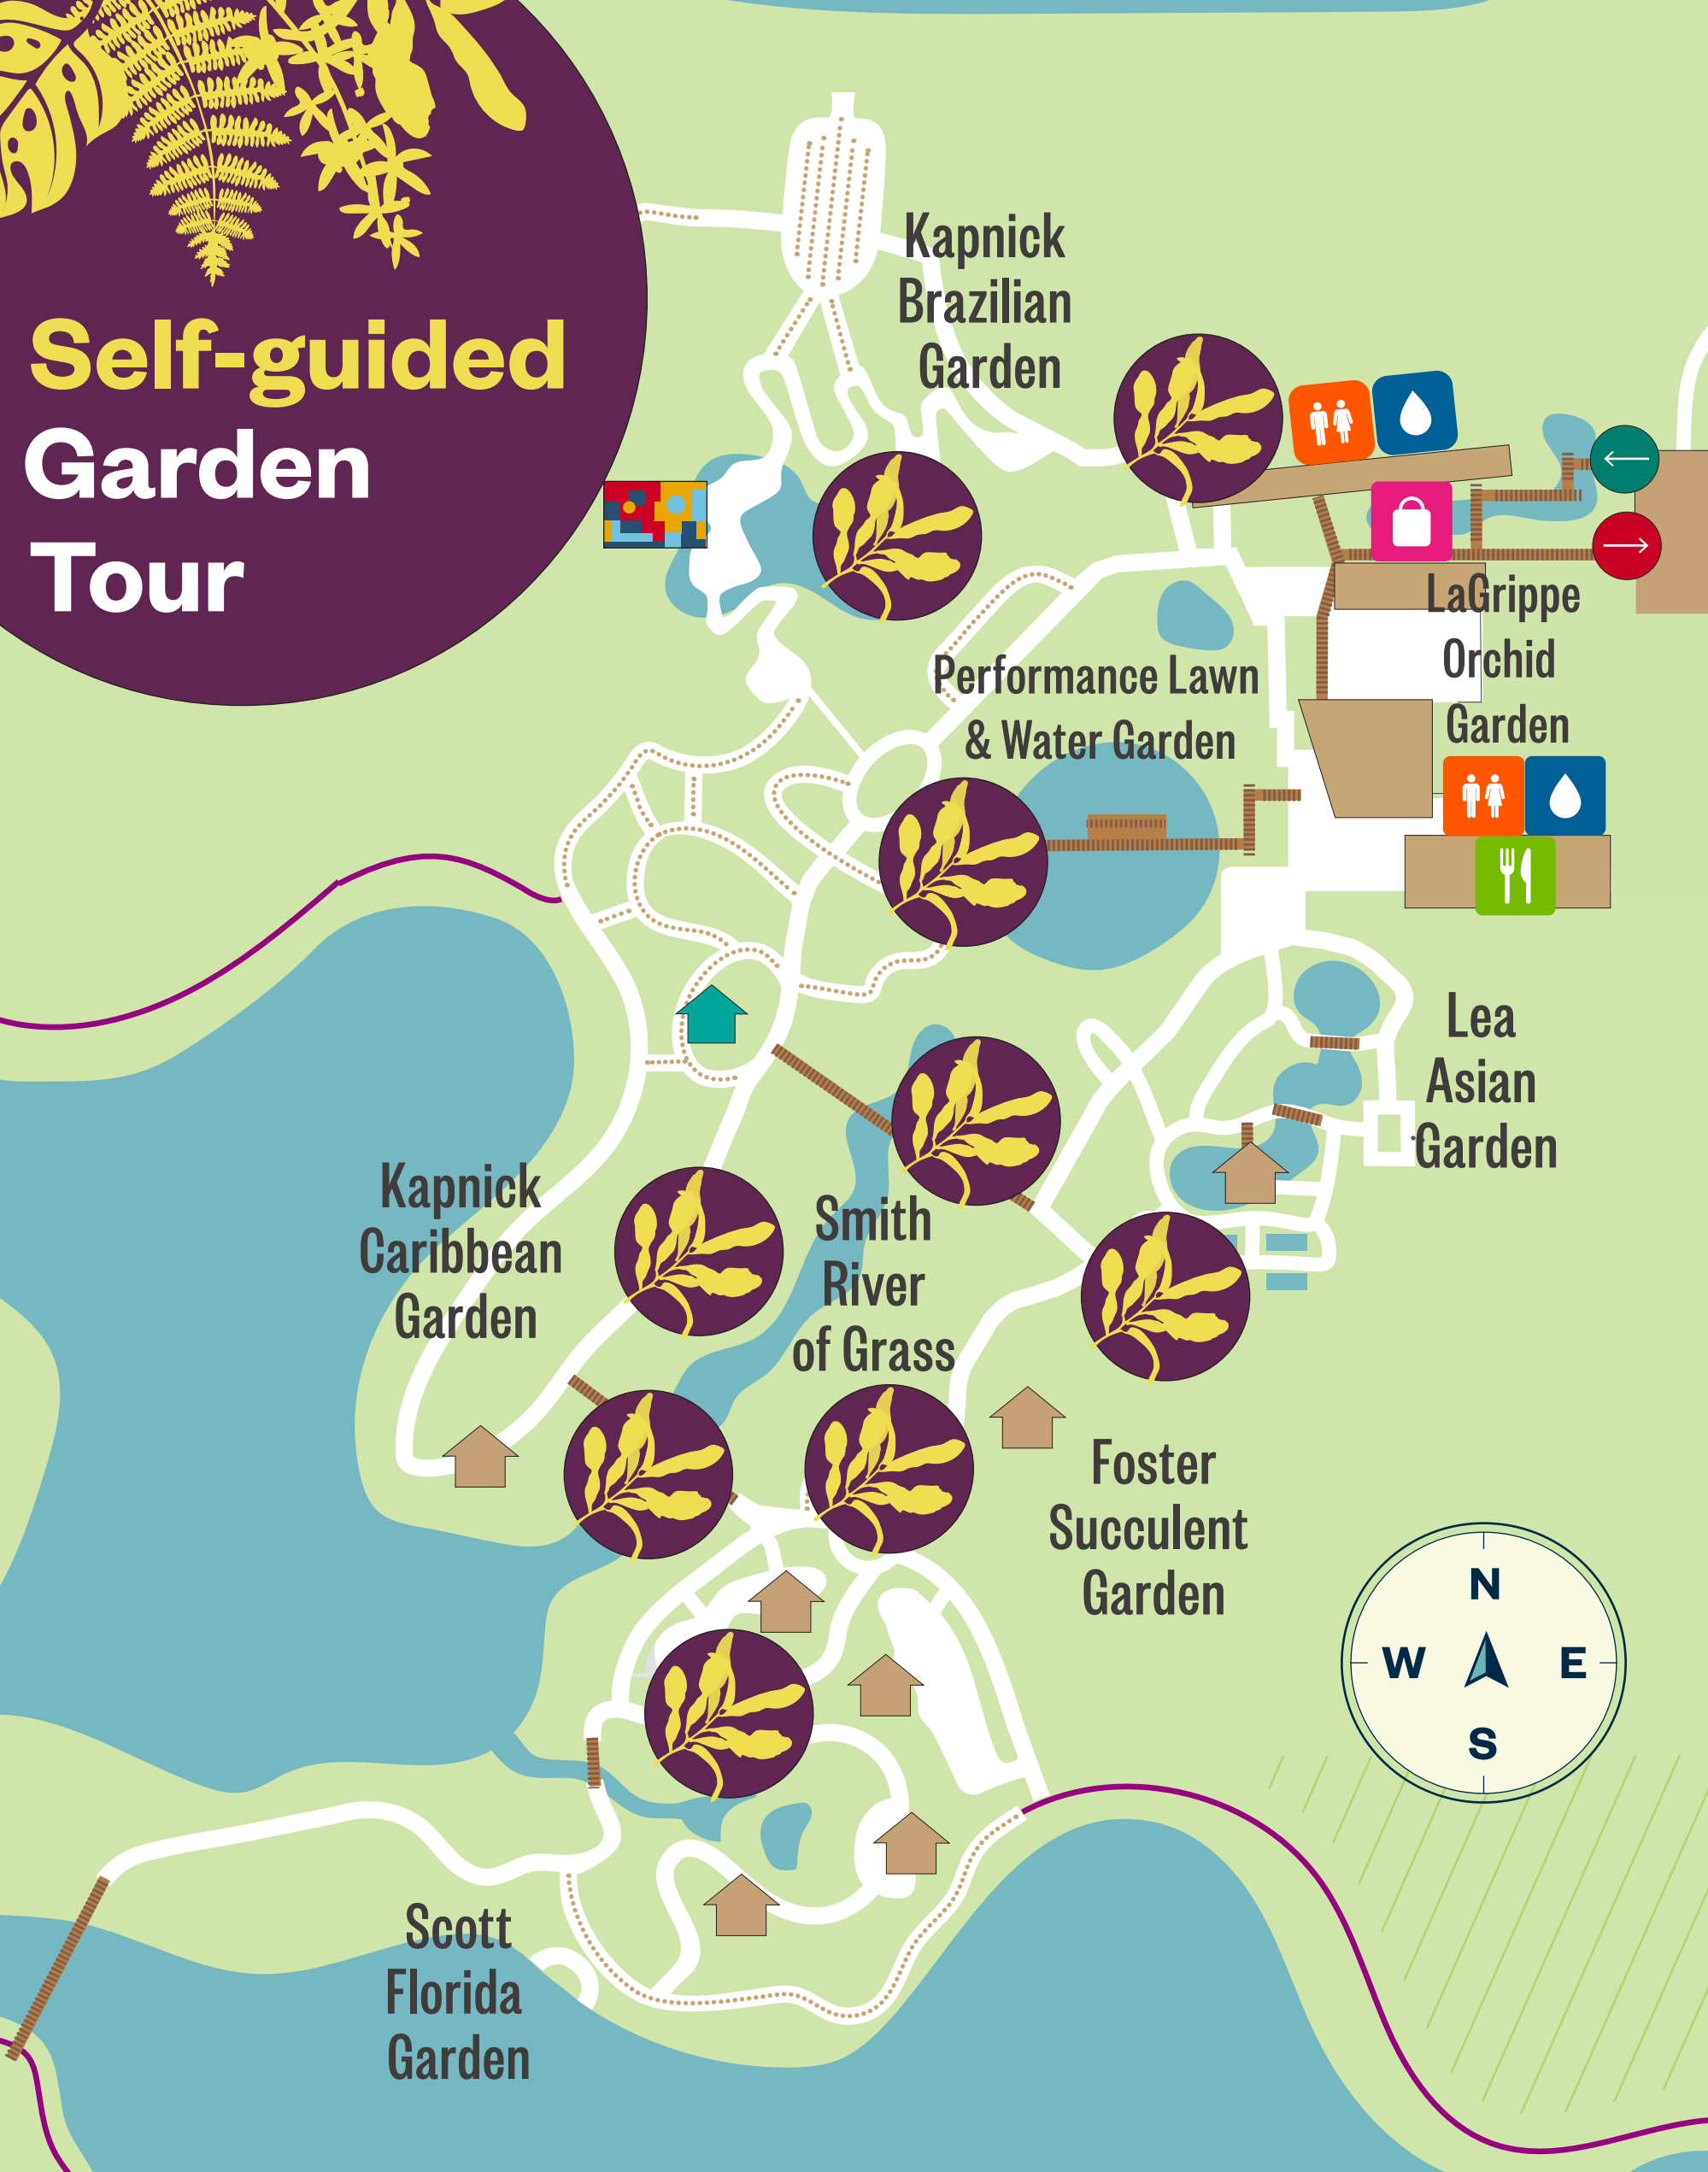 Self-guided
Garden
Tour
Kapnick
Brazilian
Garden
LaGrippe
Orchid
Garden
Performance Lawn
& Water Garden
Lea
Asian
Garden
Kapnick
Caribbean
Garden
Smith
River
of Grass
Foster
Succulent
Garden
N
W E
S
Scott
Florida
Garden